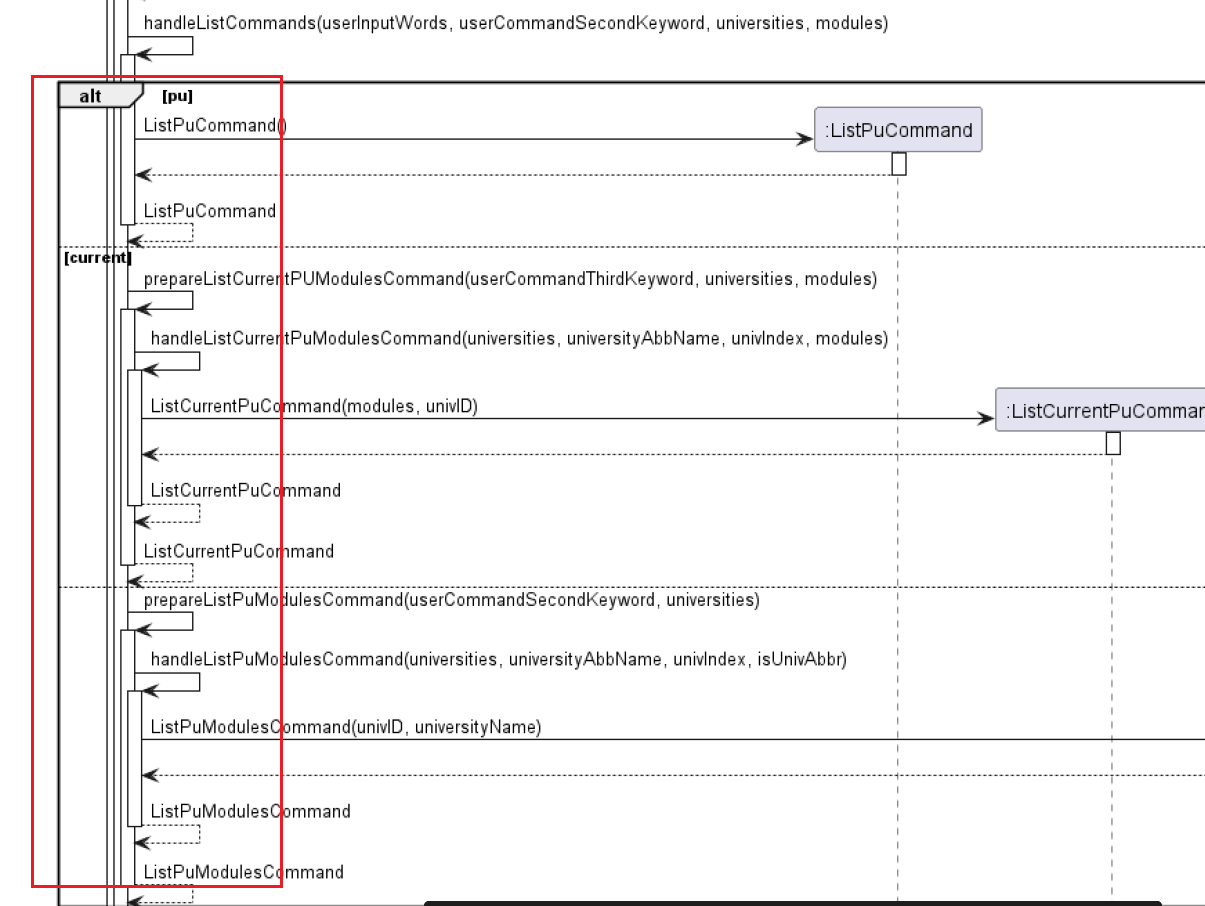 handleListCommands(userInputWords, userCommandSecondKeyword, universities, modules)
alt [pu]
ListPuCommand()
:ListPuCommand
ListPuCommand
[current]
prepareListCurrentPUModulesCommand(userCommandThirdKeyword, universities, modules)
handleListCurrentPuModulesCommand(universities, universityAbbName, univIndex, modules)
ListCurrentPuCommand(modules, univID)
:ListCurrentPuComman
ListCurrentPuCommand
ListCurrentPuCommand
prepareListPuModulesCommand(userCommandSecondKeyword, universities)
handleListPuModulesCommand(universities, universityAbbName, univIndex, isUnivAbbr)
ListPuModulesCommand(univID, universityName)
ListPuModulesCommand
ListPuModulesCommand